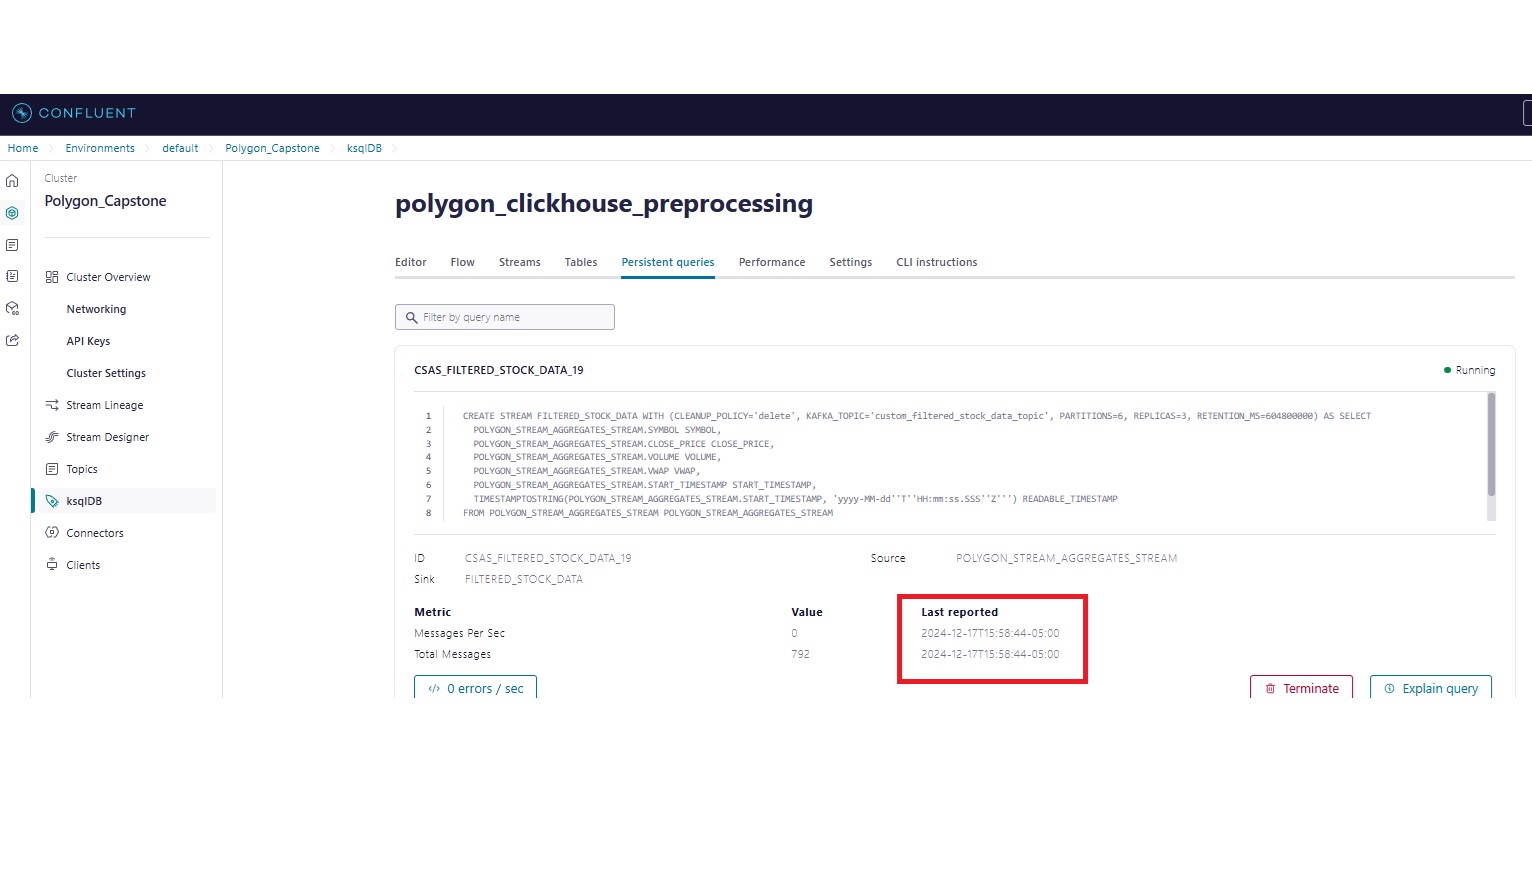 CONFLUENT
Home Environments default Polygon_Capstone ksqlDB
Cluster
Polygon_Capstone
Cluster Overview
Networking
API Keys
Cluster Settings
Stream Lineage
Stream Designer
Topics
ksqlDB
Connectors
Clients
polygon_clickhouse_preprocessing
Editor Flow Streams Tables Persistent queries Performance Settings CLI instructions
Filter by query name
CSAS_FILTERED_STOCK_DATA_19 Running
1 CREATE STREAM FILTERED_STOCK_DATA WITH (CLEANUP_POLICY='delete', KAFKA_TOPIC='custom_filtered_stock_data_topic', PARTITIONS=6, REPLICAS=3, RETENTION_MS=604800000) AS SELECT
2 POLYGON_STREAM_AGGREGATES_STREAM.SYMBOL SYMBOL,
3 POLYGON_STREAM_AGGREGATES_STREAM.CLOSE_PRICE CLOSE_PRICE,
4 POLYGON_STREAM_AGGREGATES_STREAM.VOLUME VOLUME,
5 POLYGON_STREAM_AGGREGATES_STREAM.VWAP VWAP,
6 POLYGON_STREAM_AGGREGATES_STREAM.START_TIMESTAMP START_TIMESTAMP,
7 TIMESTAMPTOSTRING(POLYGON_STREAM_AGGREGATES_STREAM.START_TIMESTAMP, 'yyyy-MM-dd''T''HH:mm:ss.SSS''Z''') READABLE_TIMESTAMP
8 FROM POLYGON_STREAM_AGGREGATES_STREAM POLYGON_STREAM_AGGREGATES_STREAM
ID CSAS_FILTERED_STOCK_DATA_19 Source POLYGON_STREAM_AGGREGATES_STREAM
Sink FILTERED_STOCK_DATA
Metric Value Last reported
Messages Per Sec 0 2024-12-17T15:58:44-05:00
Total Messages 792 2024-12-17T15:58:44-05:00
</> 0 errors / sec Terminate Explain query